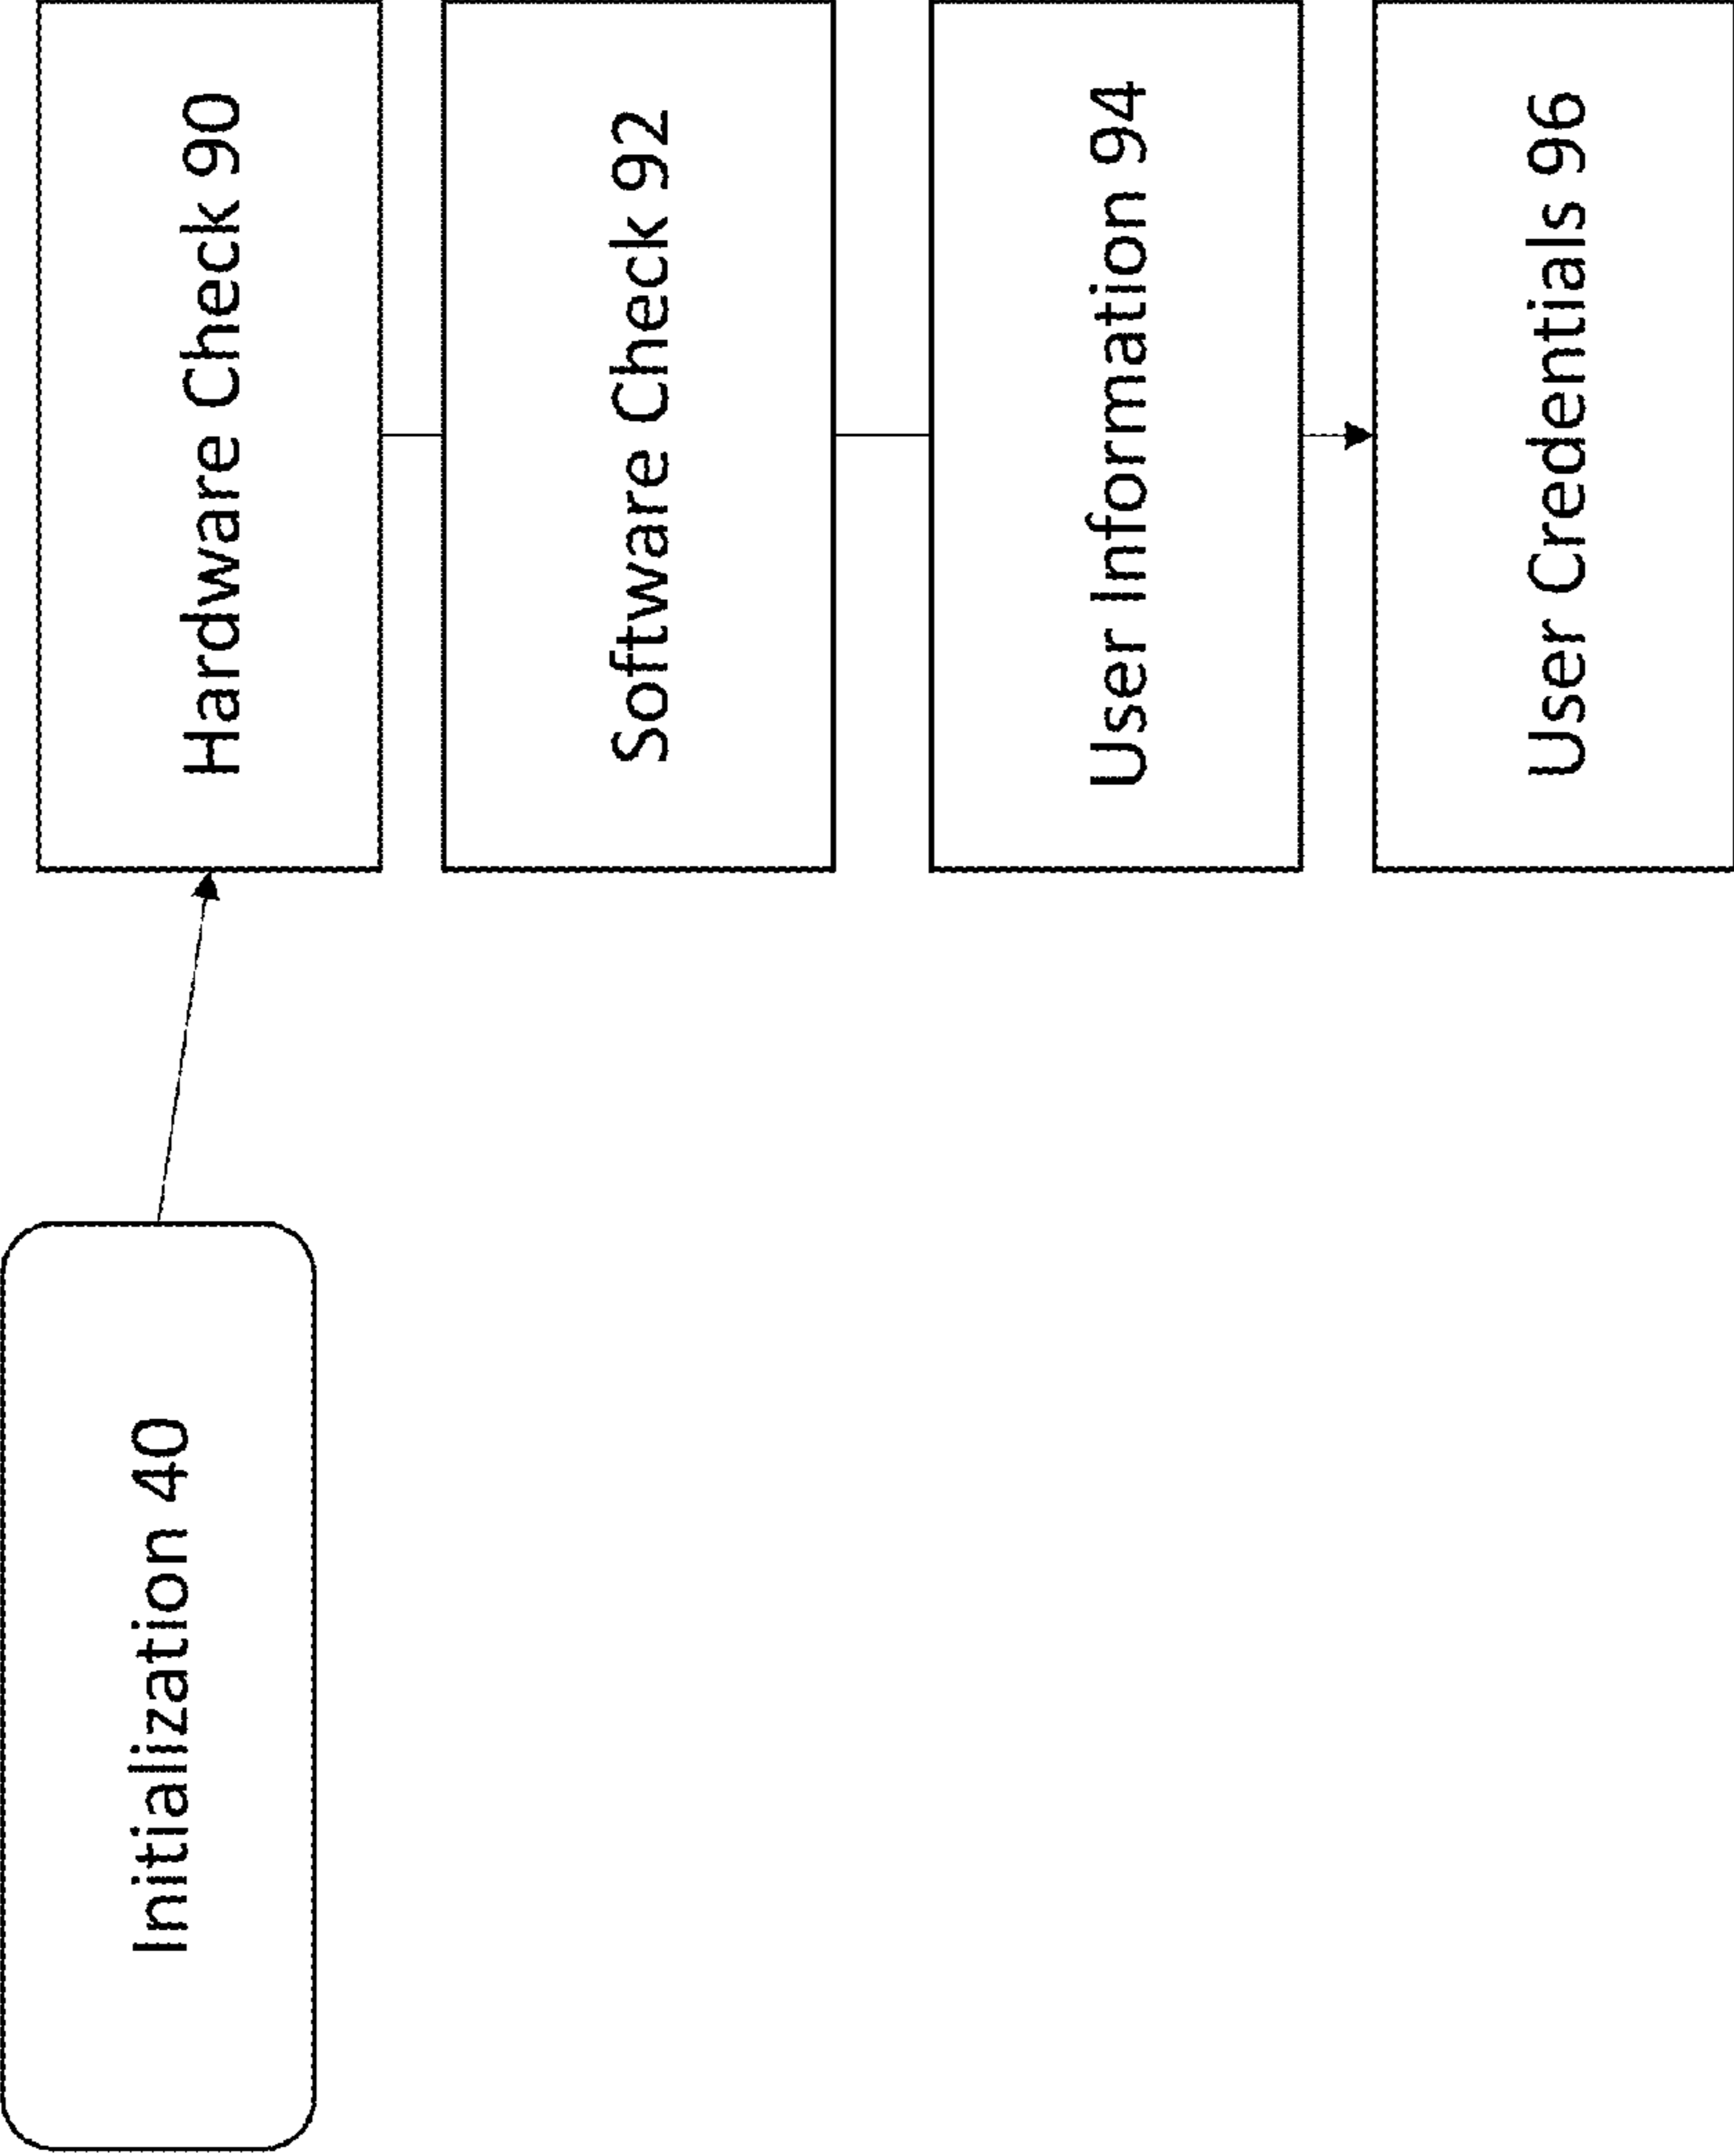 Initialization 40
Hardware Check 90
Software Check 92
User Information 94
User Credentials 96